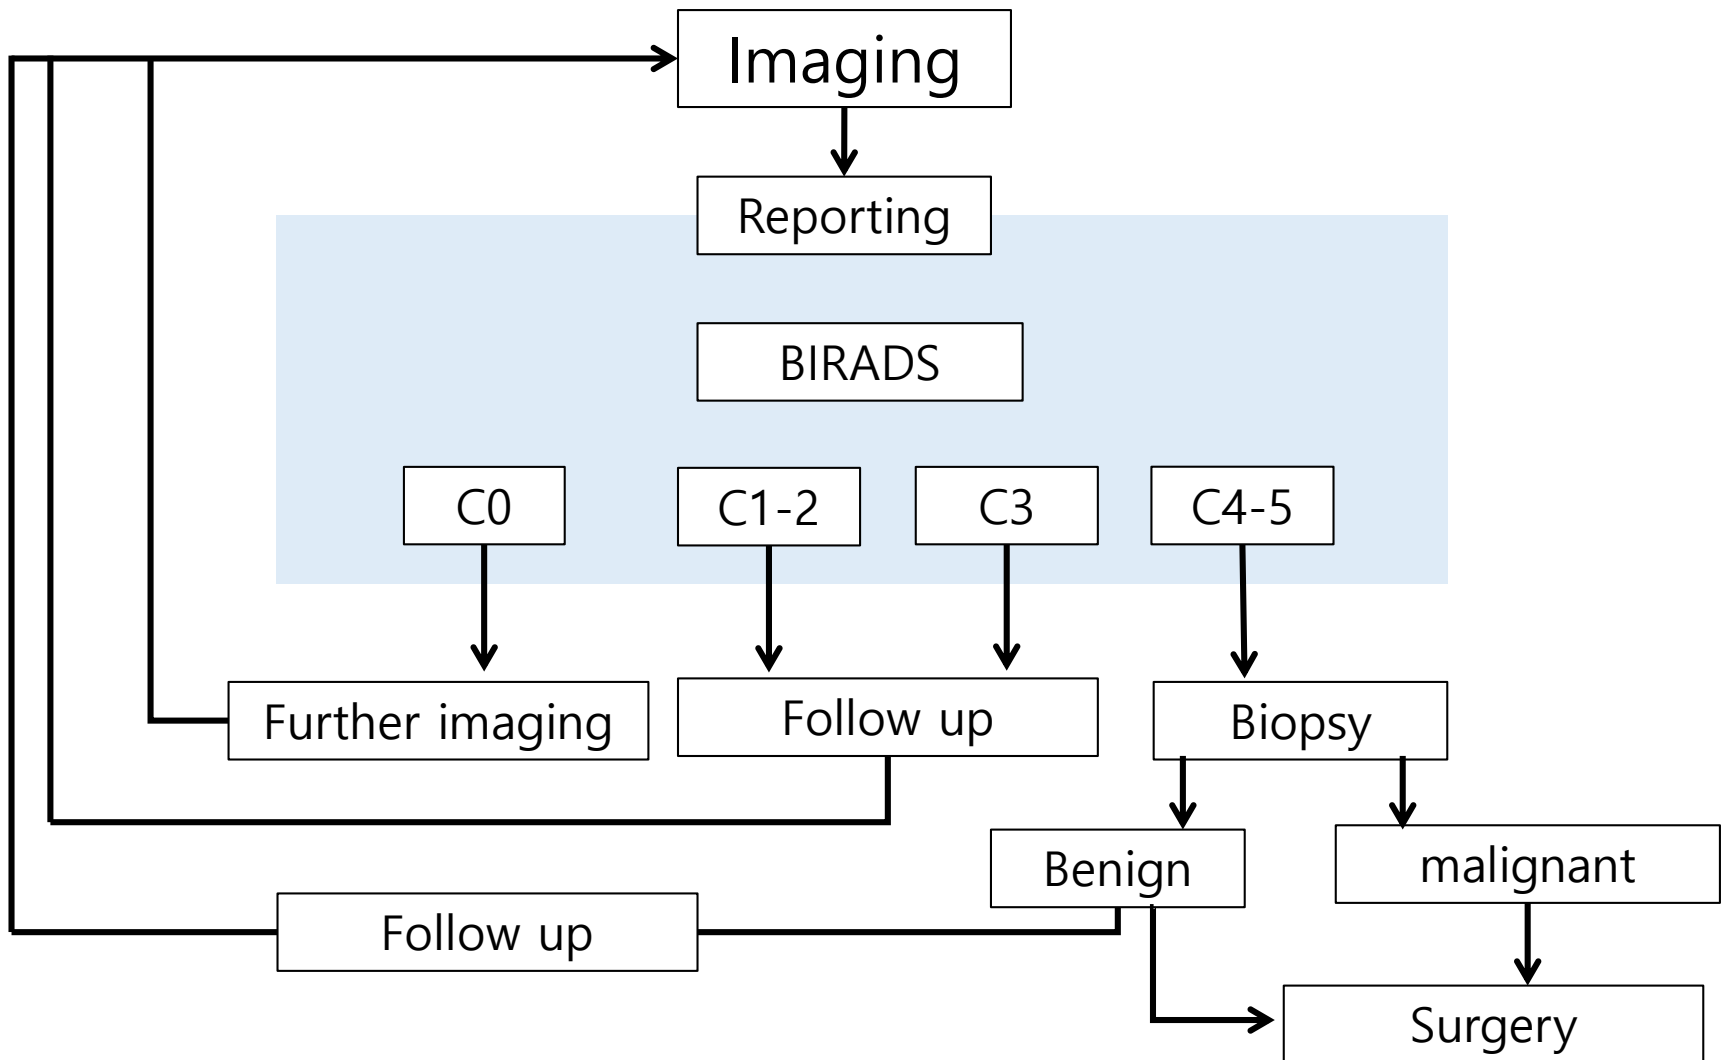 Imaging
Reporting
BIRADS
C0
C1-2
C3
C4-5
Further imaging
Follow up
Biopsy
Benign
malignant
Follow up
Surgery